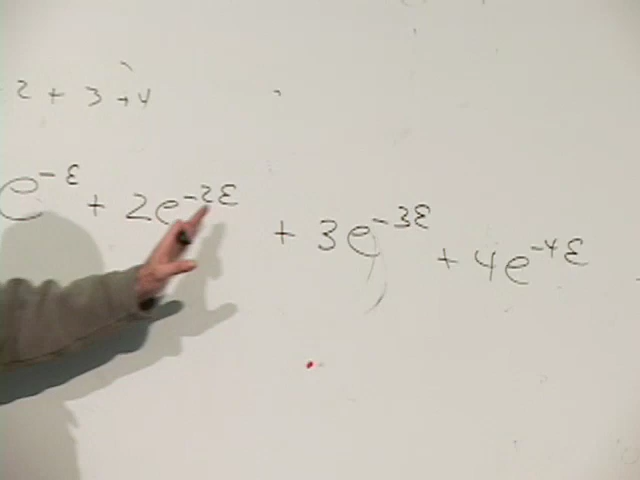 2 + 3 + 4
e^{-ε} + 2e^{-2ε} + 3e^{-3ε} + 4e^{-4ε}